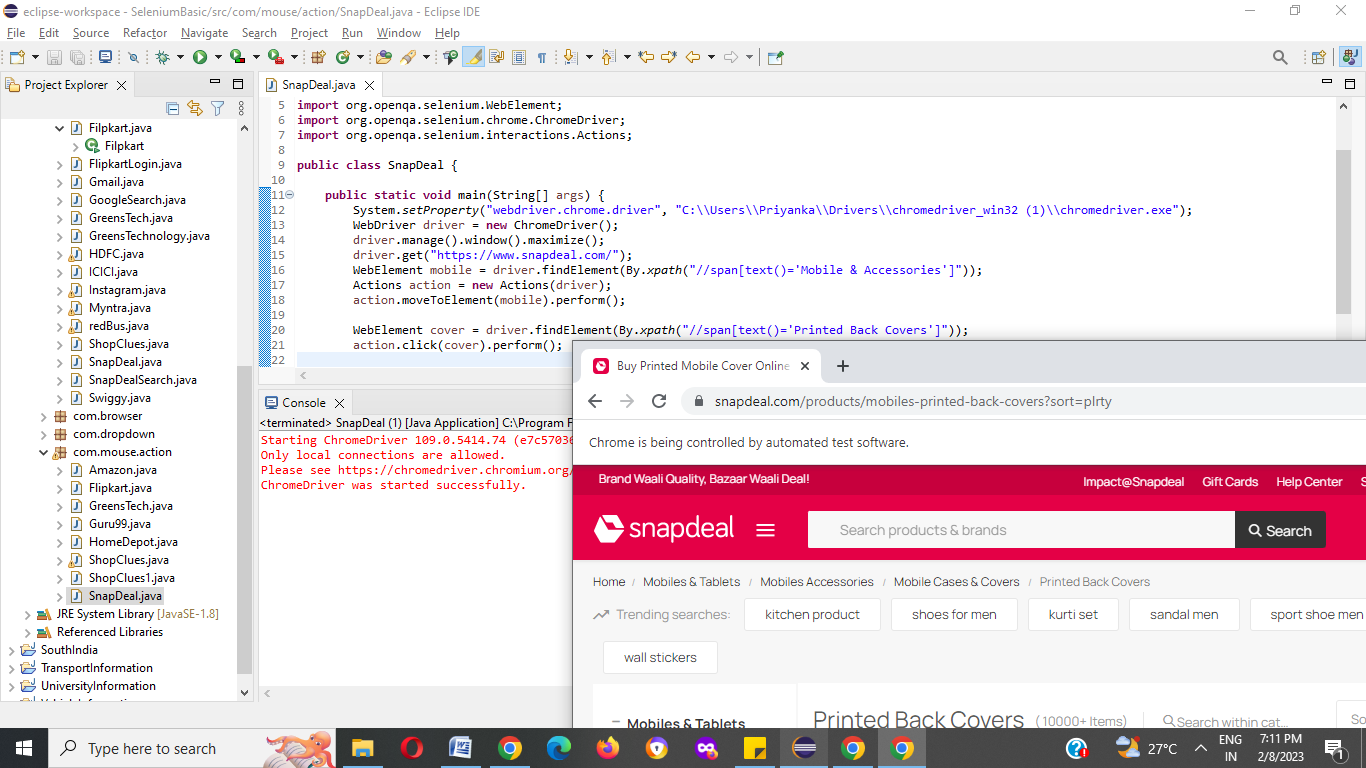 eclipse-workspace - SeleniumBasic/src/com/mouse/action/SnapDeal.java - Eclipse IDE
File Edit Source Refactor Navigate Search Project Run Window Help
Project Explorer
Filpkart.java
Filpkart
FlipkartLogin.java
Gmail.java
GoogleSearch.java
GreensTech.java
GreensTechnology.java
HDFC.java
ICICI.java
Instagram.java
Myntra.java
redBus.java
ShopClues.java
SnapDeal.java
SnapDealSearch.java
Swiggy.java
com.browser
com.dropdown
com.mouse.action
Amazon.java
Flipkart.java
GreensTech.java
Guru99.java
HomeDepot.java
ShopClues.java
ShopClues1.java
SnapDeal.java
JRE System Library [JavaSE-1.8]
Referenced Libraries
SouthIndia
TransportInformation
UniversityInformation
SnapDeal.java
5 import org.openqa.selenium.WebElement;
6 import org.openqa.selenium.chrome.ChromeDriver;
7 import org.openqa.selenium.interactions.Actions;
8
9 public class SnapDeal {
10
11 public static void main(String[] args) {
12 System.setProperty("webdriver.chrome.driver", "C:\\Users\\Priyanka\\Drivers\\chromedriver_win32 (1)\\chromedriver.exe");
13 WebDriver driver = new ChromeDriver();
14 driver.manage().window().maximize();
15 driver.get("https://www.snapdeal.com/");
16 WebElement mobile = driver.findElement(By.xpath("//span[text()='Mobile & Accessories']"));
17 Actions action = new Actions(driver);
18 action.moveToElement(mobile).perform();
19
20 WebElement cover = driver.findElement(By.xpath("//span[text()='Printed Back Covers']"));
21 action.click(cover).perform();
22
Console
<terminated> SnapDeal (1) [Java Application] C:\Program F
Starting ChromeDriver 109.0.5414.74 (e7c57036
Only local connections are allowed.
Please see https://chromedriver.chromium.org/
ChromeDriver was started successfully.
Buy Printed Mobile Cover Online
snapdeal.com/products/mobiles-printed-back-covers?sort=plrty
Chrome is being controlled by automated test software.
Brand Waali Quality, Bazaar Waali Deal! Impact@Snapdeal Gift Cards Help Center S
snapdeal Search products & brands Search
Home / Mobiles & Tablets / Mobiles Accessories / Mobile Cases & Covers / Printed Back Covers
Trending searches: kitchen product shoes for men kurti set sandal men sport shoe men
wall stickers
Mobiles & Tablets
Printed Back Covers (10000+ Items) Search within cat... So
Type here to search
27°C
ENG
IN
7:11 PM
2/8/2023
1